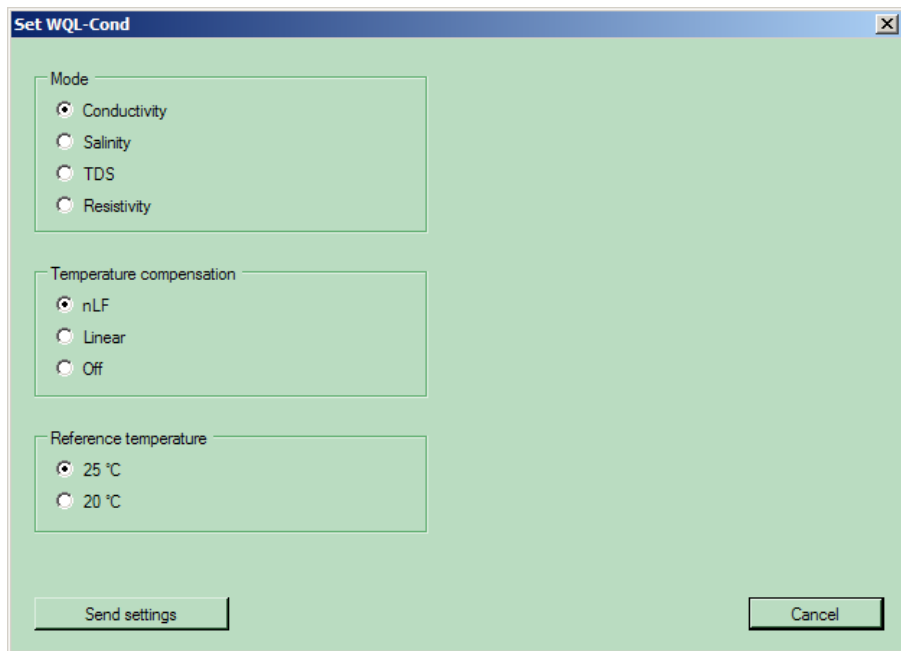 Set WQL-Cond
Mode
Conductivity
Salinity
TDS
Resistivity
Temperature compensation
nLF
Linear
Off
Reference temperature
25 °C
20 °C
Send settings
Cancel